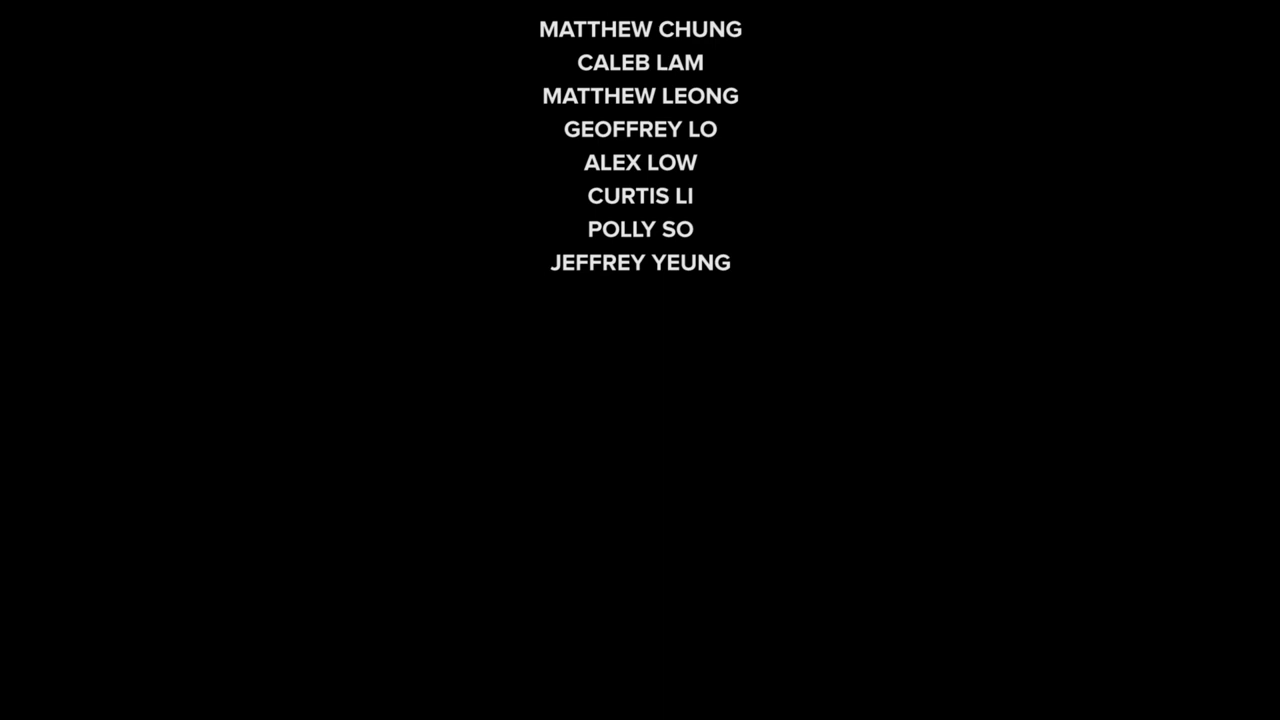 MATTHEW CHUNG
CALEB LAM
MATTHEW LEONG
GEOFFREY LO
ALEX LOW
CURTIS LI
POLLY SO
JEFFREY YEUNG